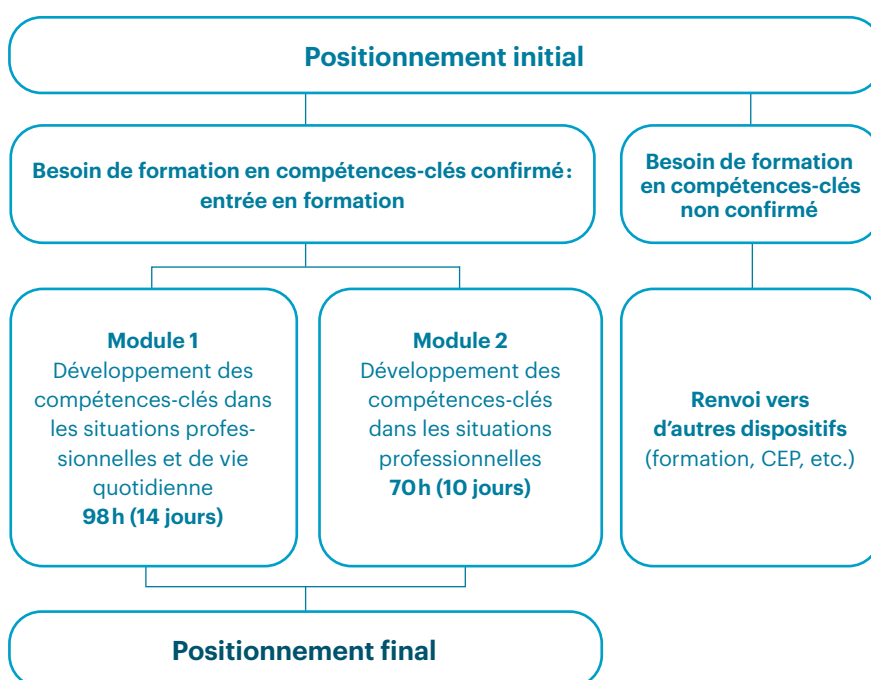 Positionnement initial
Besoin de formation en compétences-clés confirmé :
entrée en formation
Besoin de formation
en compétences-clés
non confirmé
Module 1
Développement des
compétences-clés dans
les situations profes-
sionnelles et de vie
quotidienne
98 h (14 jours)
Module 2
Développement des
compétences-clés
dans les situations
professionnelles
70 h (10 jours)
Renvoi vers
d'autres dispositifs
(formation, CEP, etc.)
Positionnement final